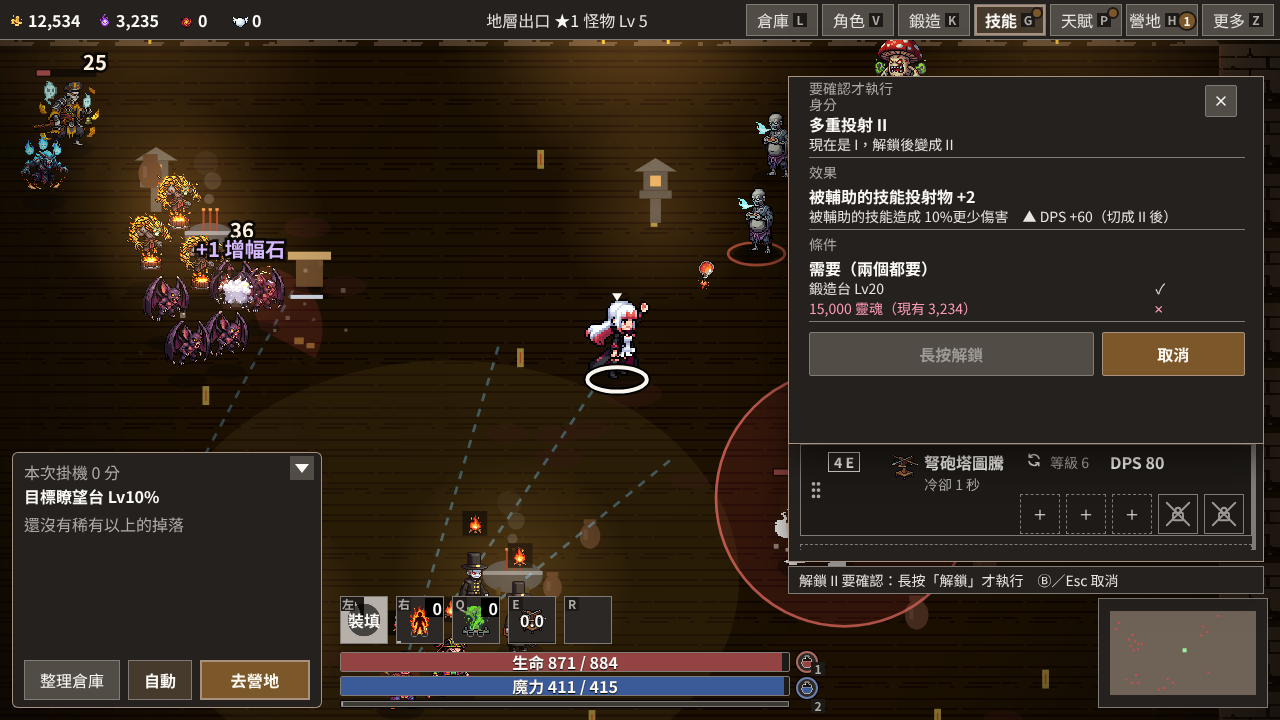 12,534 3,235 0 0
地層出口 ★1 怪物 Lv 5
倉庫 L 角色 V 鍛造 K 技能 G 天賦 P 營地 H 1 更多 Z
25
36
+1 增幅石
要確認才執行
身分
×
多重投射 II
現在是 I，解鎖後變成 II
效果
被輔助的技能投射物 +2
被輔助的技能造成 10%更少傷害 ▲ DPS +60（切成 II 後）
條件
需要（兩個都要）
鍛造台 Lv20 ✓
15,000 靈魂（現有 3,234） ×
長按解鎖 取消
4 E 弩砲塔圖騰 等級 6 DPS 80
冷卻 1 秒
+ + +
解鎖 II 要確認：長按「解鎖」才執行 Ⓑ／Esc 取消
本次掛機 0 分
目標瞭望台 Lv10%
還沒有稀有以上的掉落
整理倉庫 自動 去營地
左 裝填 右 0 Q 0 E 0.0 R
生命 871 / 884 1
魔力 411 / 415 2